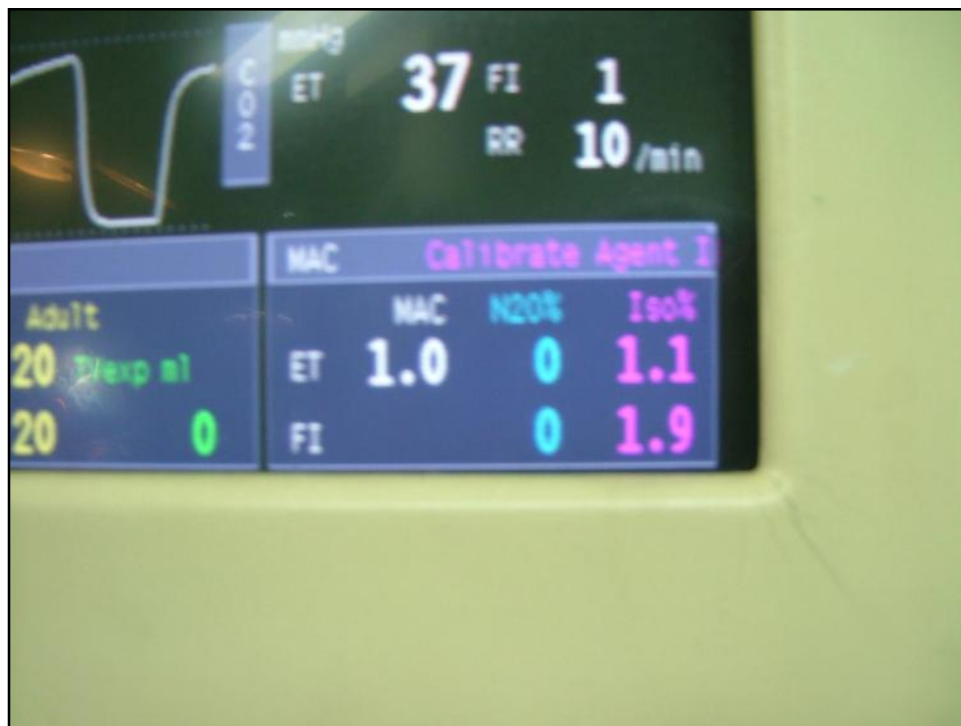 mmHg
CO2
ET 37 FI 1
RR 10 /min
MAC Calibrate Agent I
Adult
20 TVexp ml
20 0
MAC N2O% Iso%
ET 1.0 0 1.1
FI 0 1.9